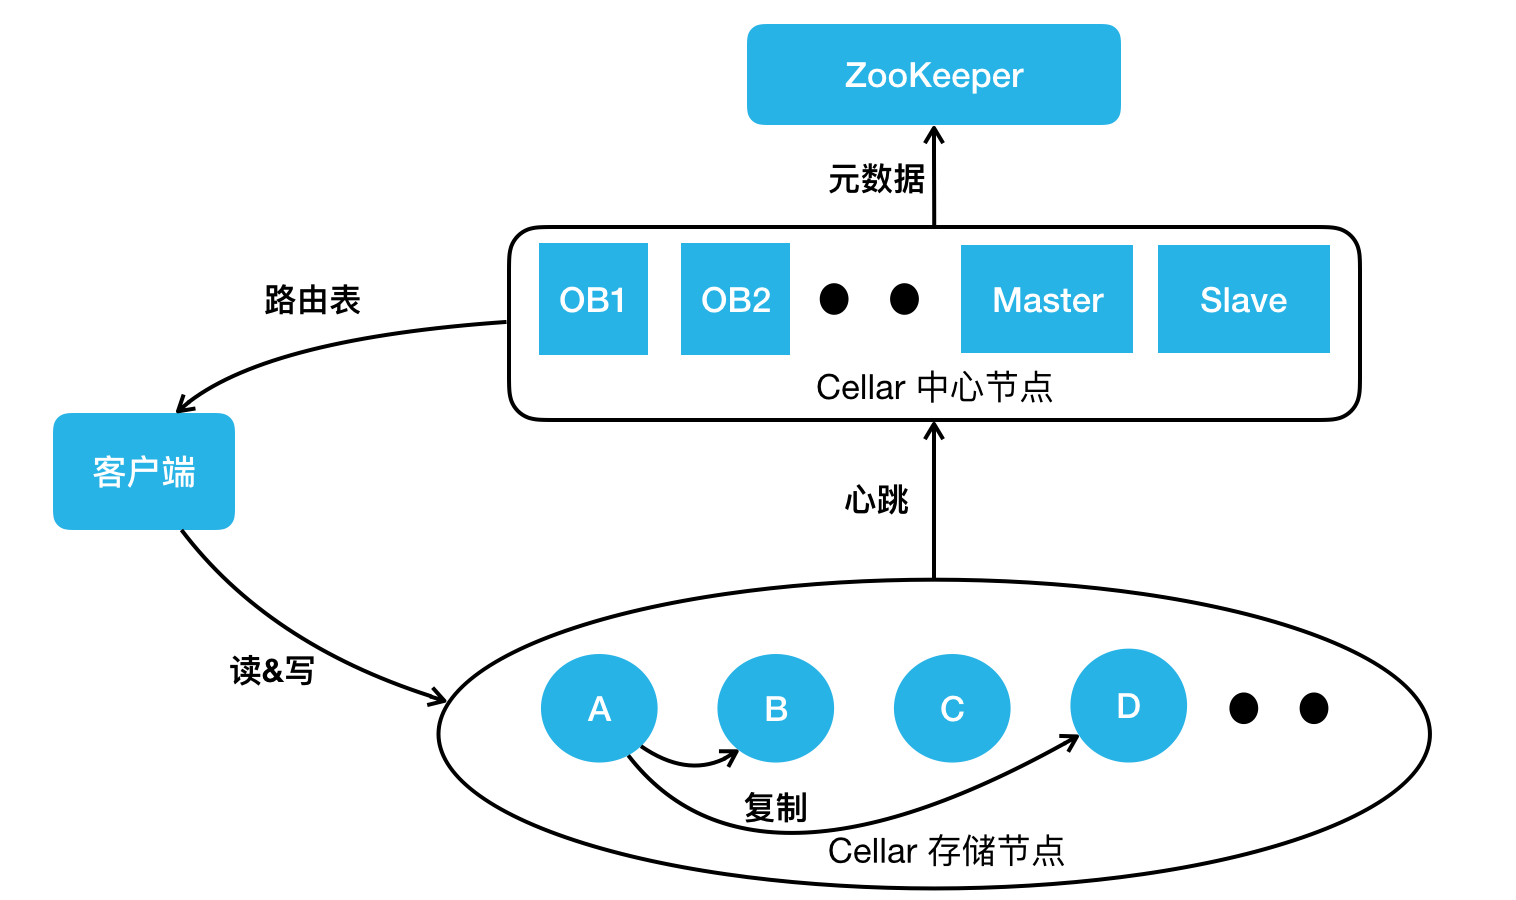 ZooKeeper
元数据
OB1
OB2
Master
Slave
Cellar 中心节点
路由表
客户端
心跳
读&写
A
B
C
D
复制
Cellar 存储节点